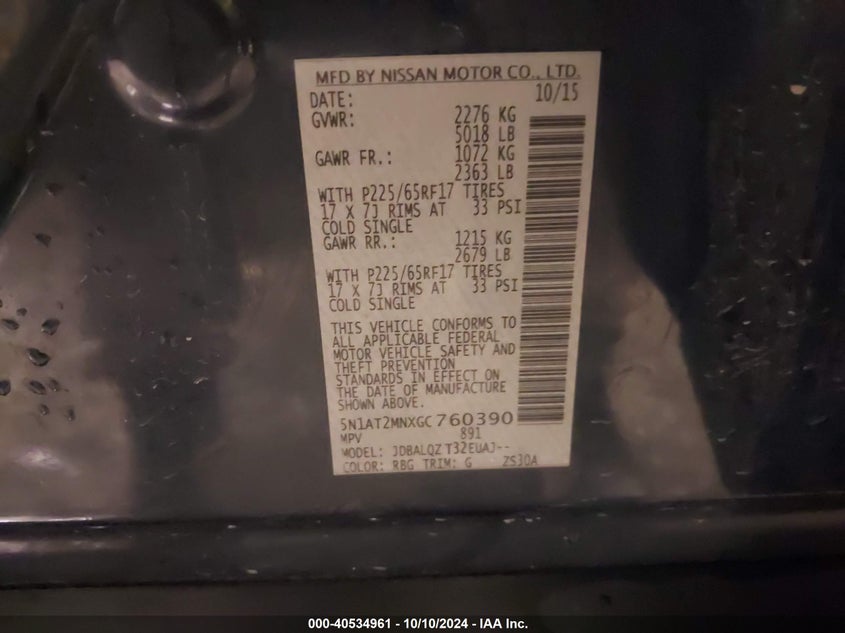 MFD BY NISSAN MOTOR CO., LTD.
DATE: 10/15
GVWR: 2276 KG
5018 LB
GAWR FR.: 1072 KG
2363 LB
WITH P225/65RF17 TIRES
17 X 7J RIMS AT 33 PSI
COLD SINGLE
GAWR RR.: 1215 KG
2679 LB
WITH P225/65RF17 TIRES
17 X 7J RIMS AT 33 PSI
COLD SINGLE
THIS VEHICLE CONFORMS TO
ALL APPLICABLE FEDERAL
MOTOR VEHICLE SAFETY AND
THEFT PREVENTION
STANDARDS IN EFFECT ON
THE DATE OF MANUFACTURE
SHOWN ABOVE.
5N1AT2MNXGC760390
MPV 891
MODEL: JDBALQZ T32EUAJ--
COLOR: RBG TRIM: G ZS30A
000-40534961 - 10/10/2024 - IAA Inc.